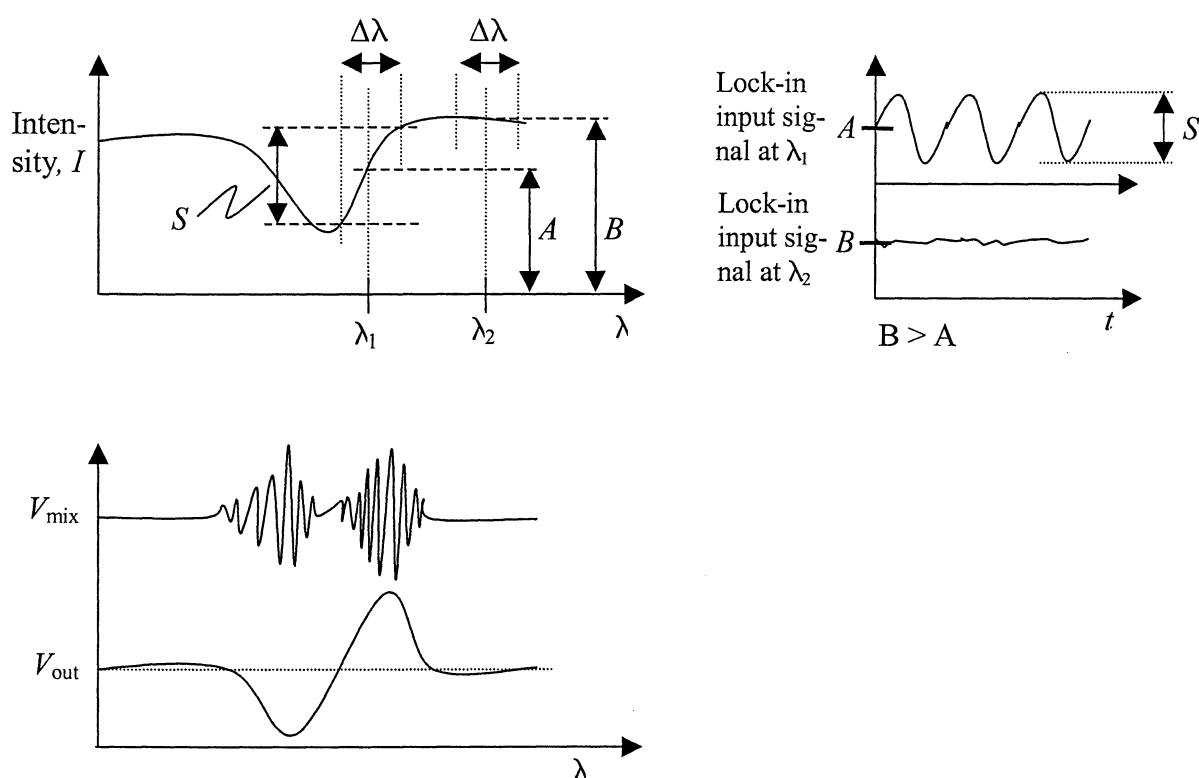 Δλ
Δλ
Inten-
sity, I
S
A
B
λ₁
λ₂
λ
Lock-in
input sig-
nal at λ₁
A
S
Lock-in
input sig-
nal at λ₂
B
t
B > A
Vmix
Vout
λ